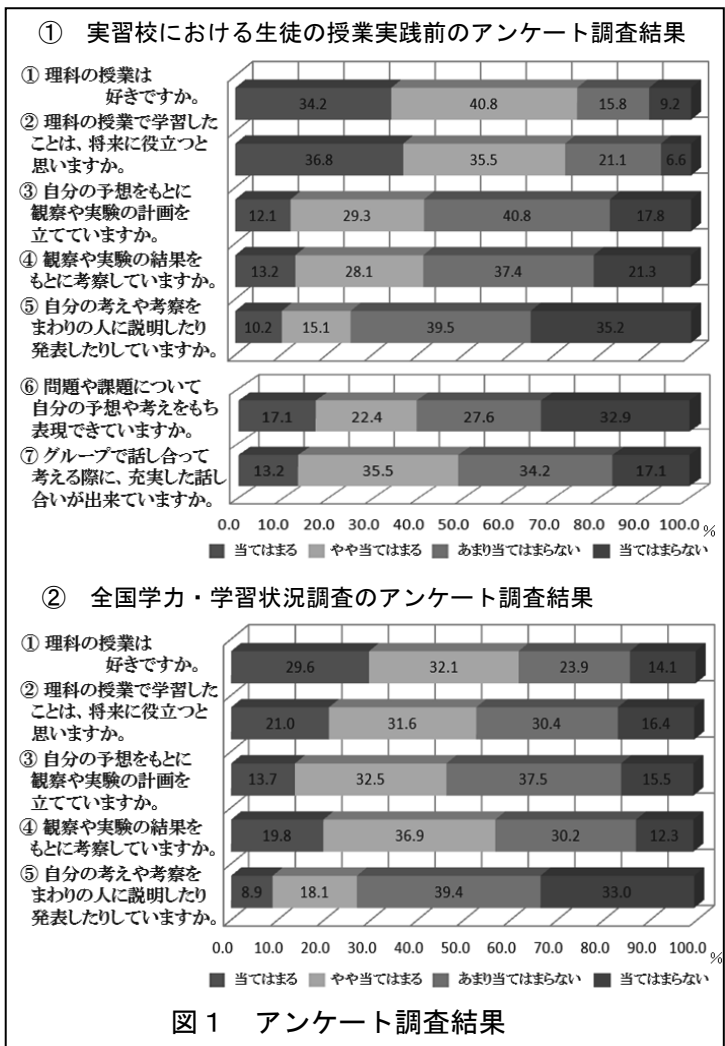 ① 実習校における生徒の授業実践前のアンケート調査結果
① 理科の授業は
好きですか。
34.2 40.8 15.8 9.2
② 理科の授業で学習した
ことは、将来に役立つと
思いますか。
36.8 35.5 21.1 6.6
③ 自分の予想をもとに
観察や実験の計画を
立てていますか。
12.1 29.3 40.8 17.8
④ 観察や実験の結果を
もとに考察していますか。
13.2 28.1 37.4 21.3
⑤ 自分の考えや考察を
まわりの人に説明したり
発表したりしていますか。
10.2 15.1 39.5 35.2
⑥ 問題や課題について
自分の予想や考えをもち
表現できていますか。
17.1 22.4 27.6 32.9
⑦ グループで話し合って
考える際に、充実した話し
合いが出来ていますか。
13.2 35.5 34.2 17.1
0.0 10.0 20.0 30.0 40.0 50.0 60.0 70.0 80.0 90.0 100.0 %
当てはまる やや当てはまる あまり当てはまらない 当てはまらない
② 全国学力・学習状況調査のアンケート調査結果
① 理科の授業は
好きですか。
29.6 32.1 23.9 14.1
② 理科の授業で学習した
ことは、将来に役立つと
思いますか。
21.0 31.6 30.4 16.4
③ 自分の予想をもとに
観察や実験の計画を
立てていますか。
13.7 32.5 37.5 15.5
④ 観察や実験の結果を
もとに考察していますか。
19.8 36.9 30.2 12.3
⑤ 自分の考えや考察を
まわりの人に説明したり
発表したりしていますか。
8.9 18.1 39.4 33.0
0.0 10.0 20.0 30.0 40.0 50.0 60.0 70.0 80.0 90.0 100.0 %
当てはまる やや当てはまる あまり当てはまらない 当てはまらない
図1 アンケート調査結果